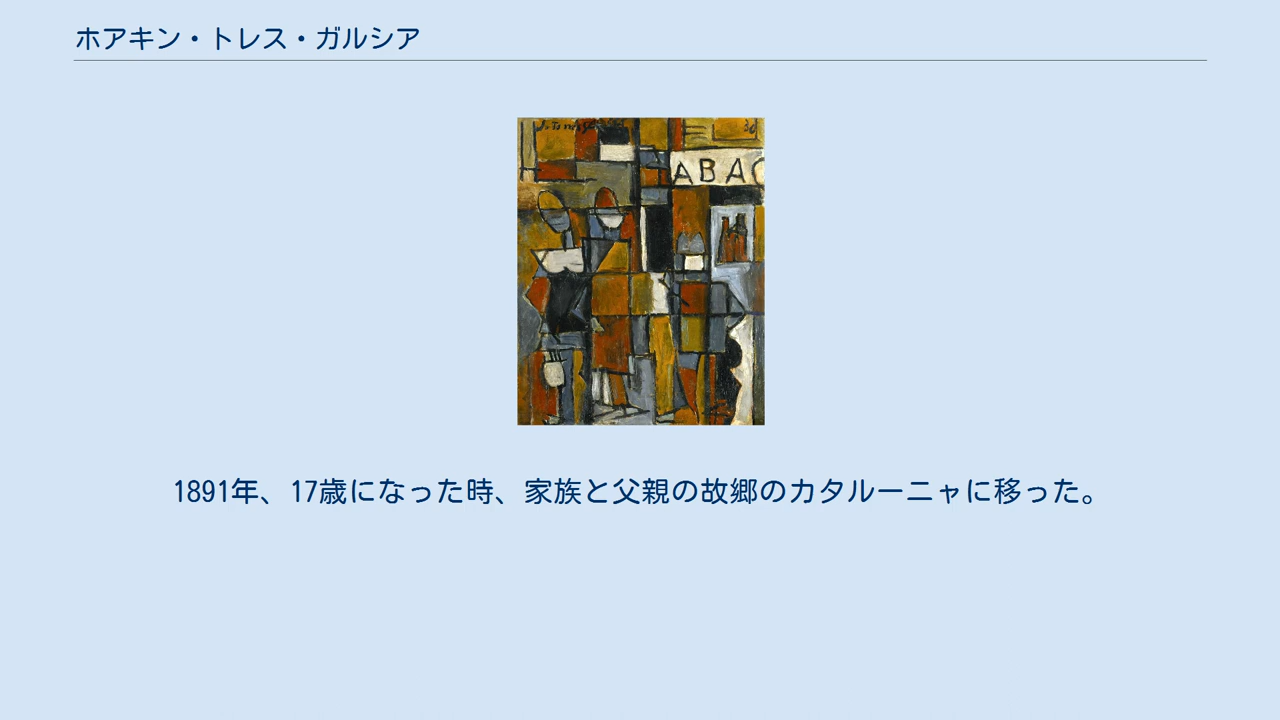 ホアキン・トレス・ガルシア
ABAC
1891年、17歳になった時、家族と父親の故郷のカタルーニャに移った。